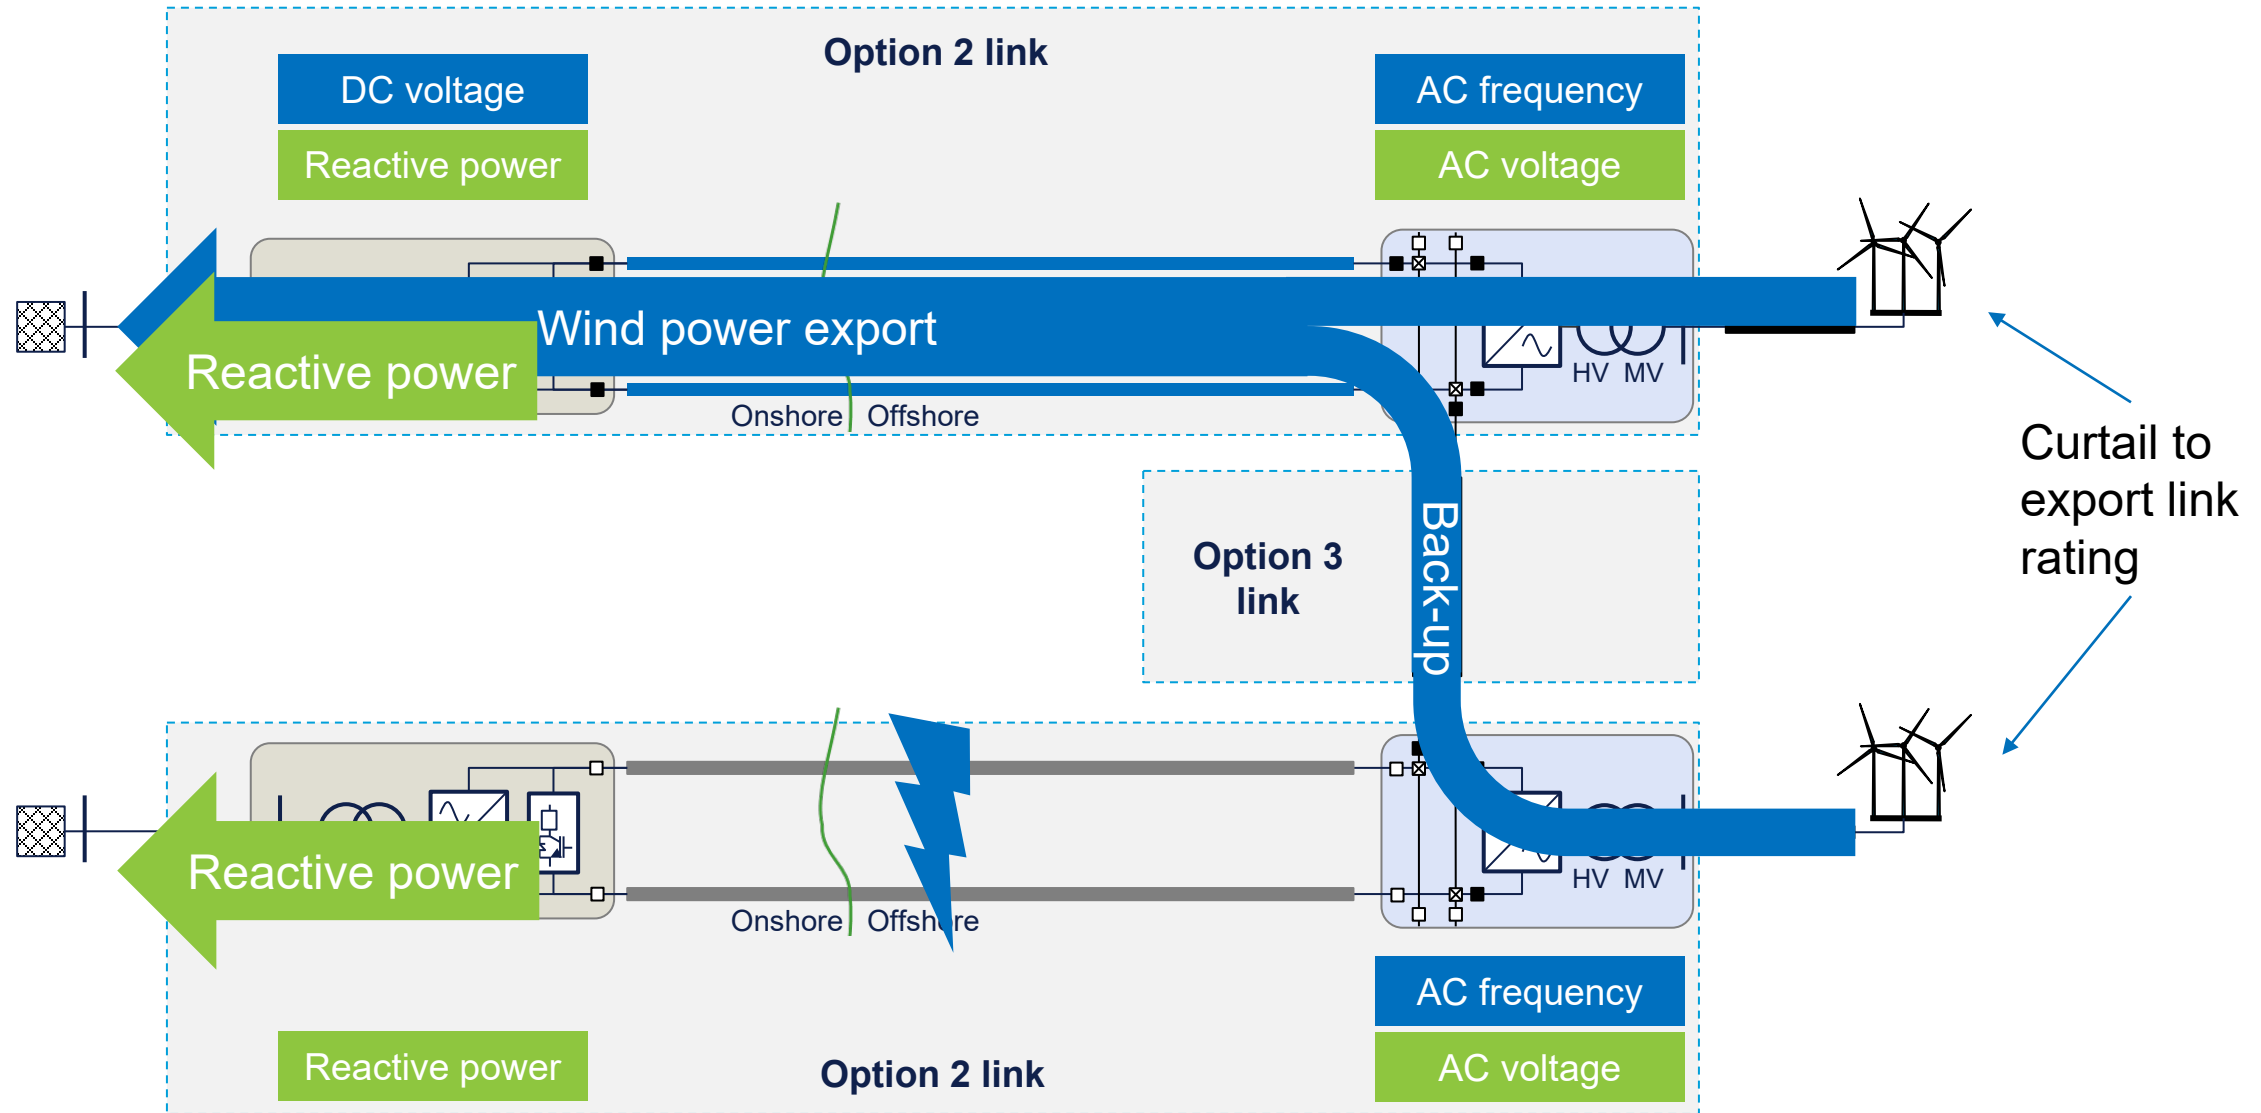 Option 2 link
DC voltage
AC frequency
Reactive power
AC voltage
Wind power export
Reactive power
HV MV
Onshore Offshore
Curtail to
export link
rating
Back-up
Option 3
link
Reactive power
HV MV
Onshore Offshore
AC frequency
Reactive power
AC voltage
Option 2 link